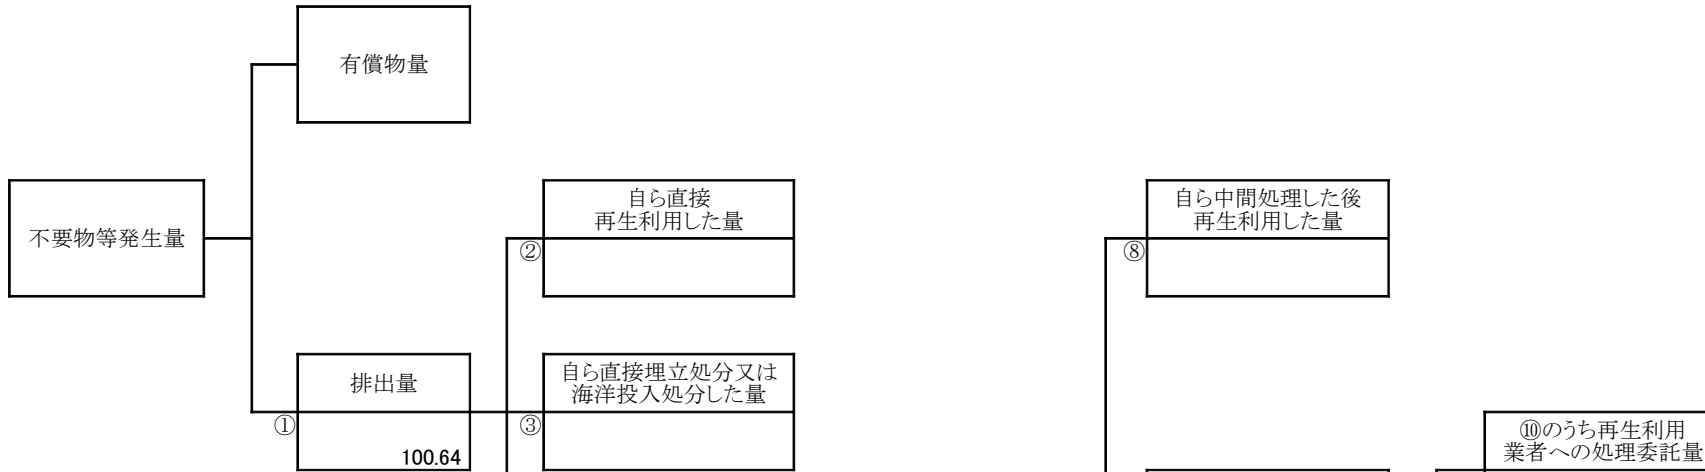 有償物量
不要物等発生量
自ら直接
再生利用した量
②
自ら中間処理した後
再生利用した量
⑧
排出量
①
100.64
自ら直接埋立処分又は
海洋投入処分した量
③
⑩のうち再生利用
業者への処理委託量